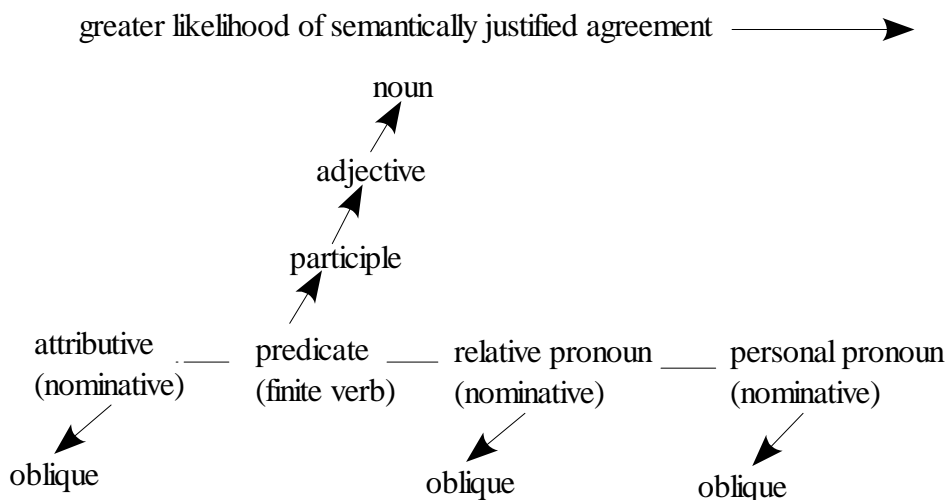 greater likelihood of semantically justified agreement
noun
adjective
participle
attributive
(nominative)
predicate
(finite verb)
relative pronoun
(nominative)
personal pronoun
(nominative)
oblique
oblique
oblique